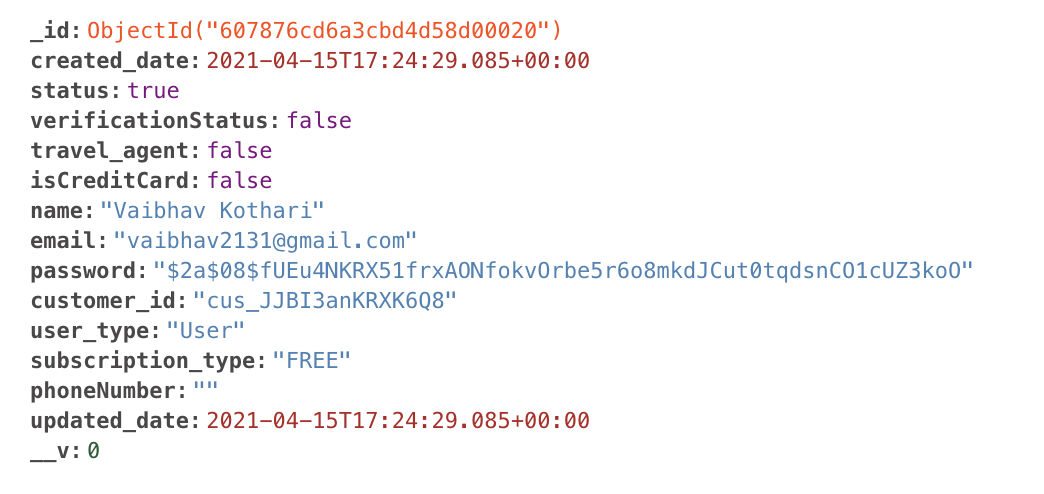 _id: ObjectId("607876cd6a3cbd4d58d00020")
created_date: 2021-04-15T17:24:29.085+00:00
status: true
verificationStatus: false
travel_agent: false
isCreditCard: false
name: "Vaibhav Kothari"
email: "vaibhav2131@gmail.com"
password: "$2a$08$fUEu4NKRX51frxAONfokvOrbe5r6o8mkdJCut0tqdsnCO1cUZ3koO"
customer_id: "cus_JJBI3anKRXK6Q8"
user_type: "User"
subscription_type: "FREE"
phoneNumber: ""
updated_date: 2021-04-15T17:24:29.085+00:00
__v: 0